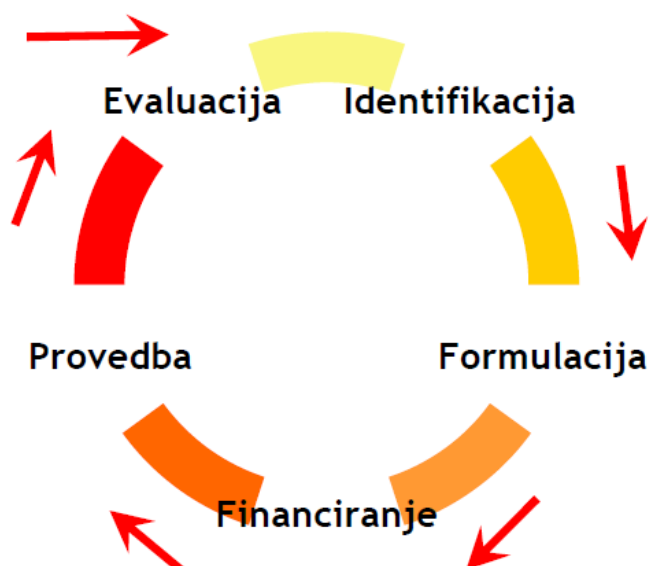 Evaluacija
Identifikacija
Provedba
Formulacija
Financiranje